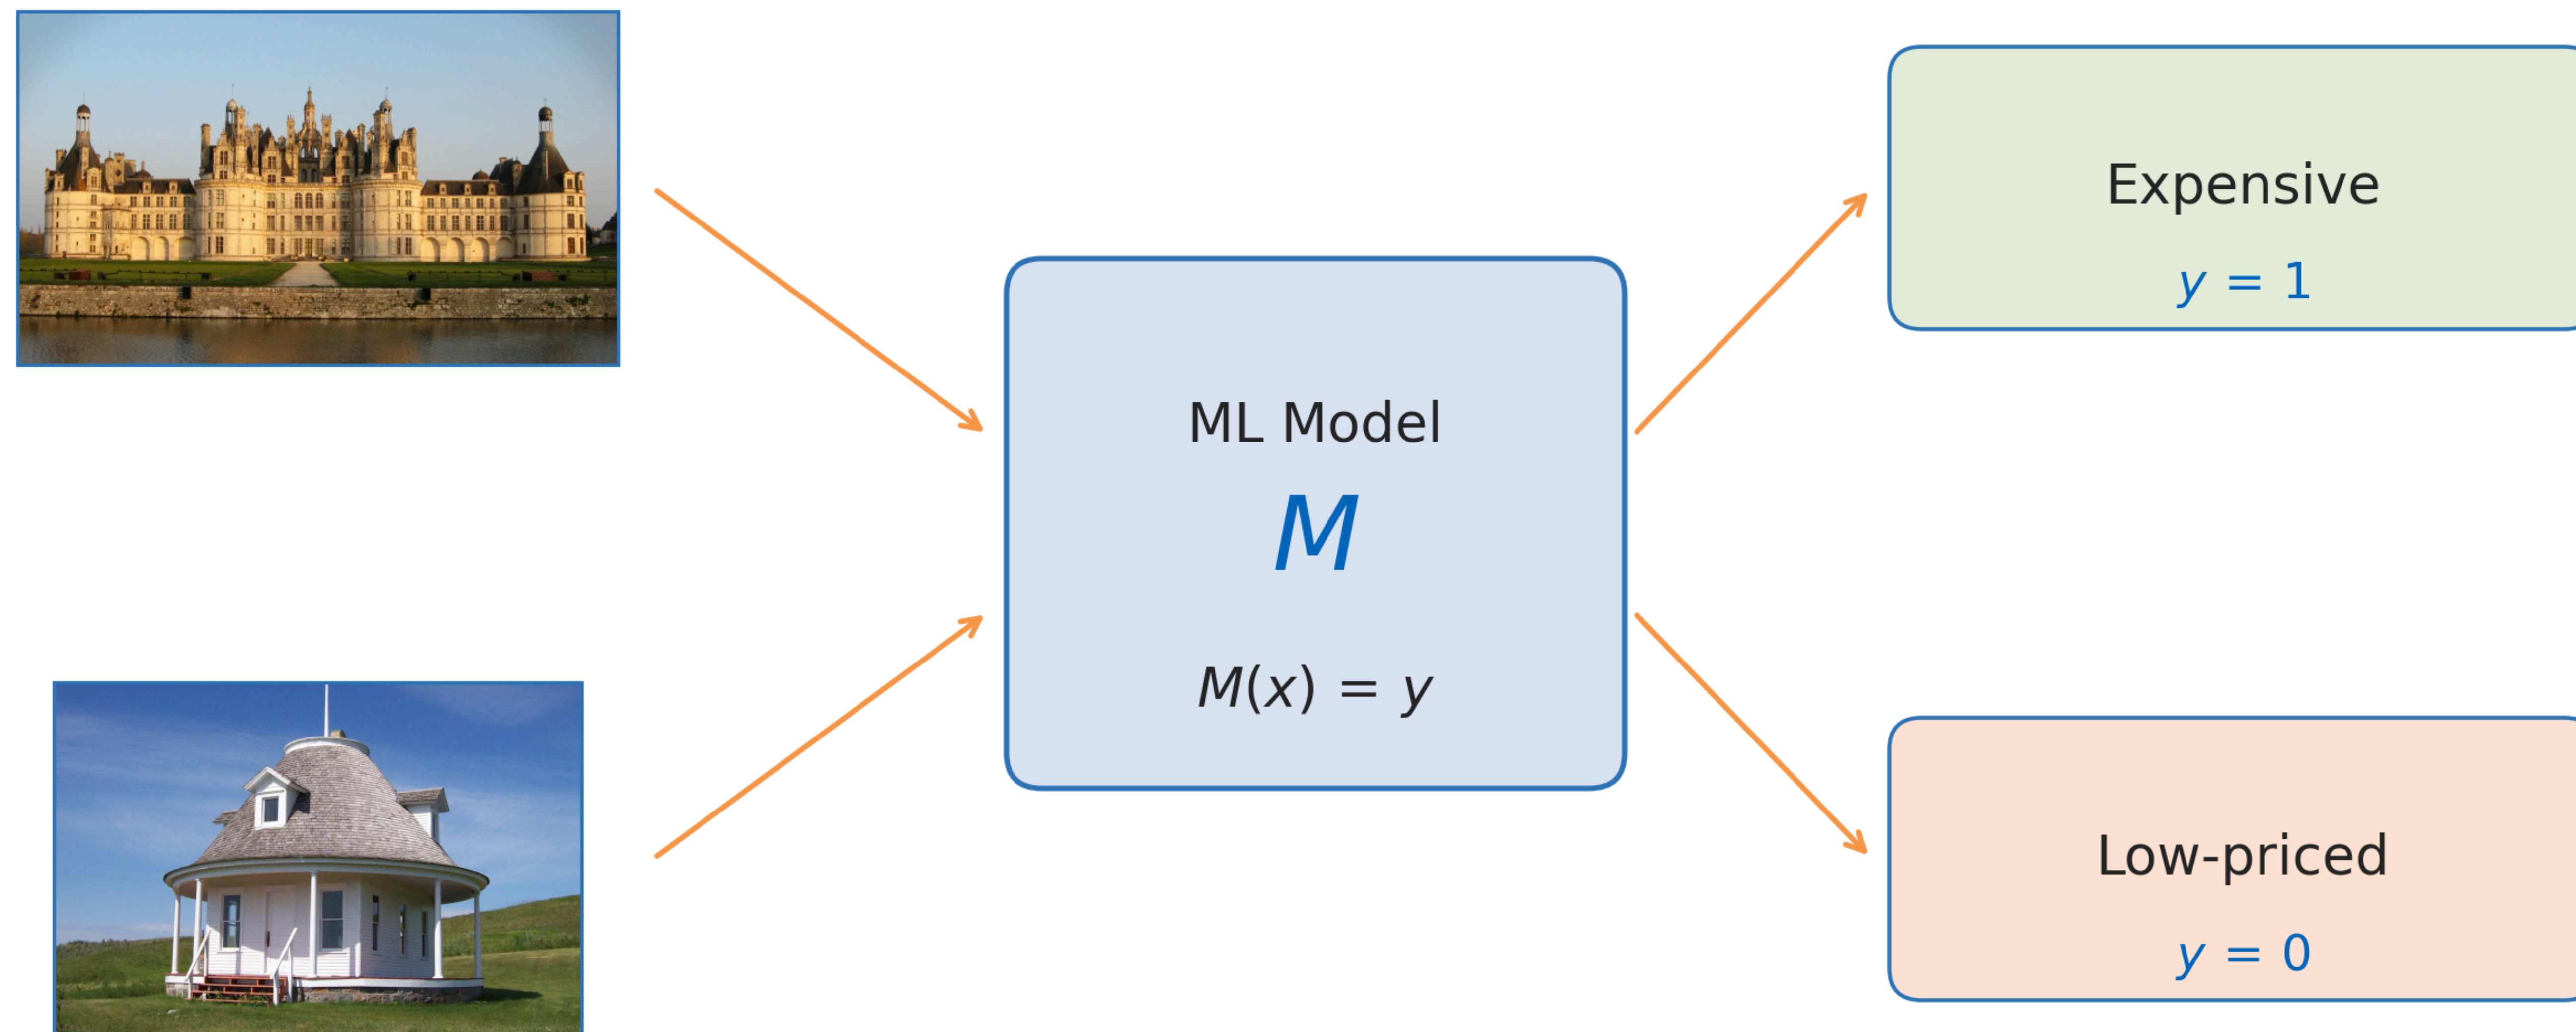 ML Model
M
M(x) = y
Expensive
y = 1
Low-priced
y = 0